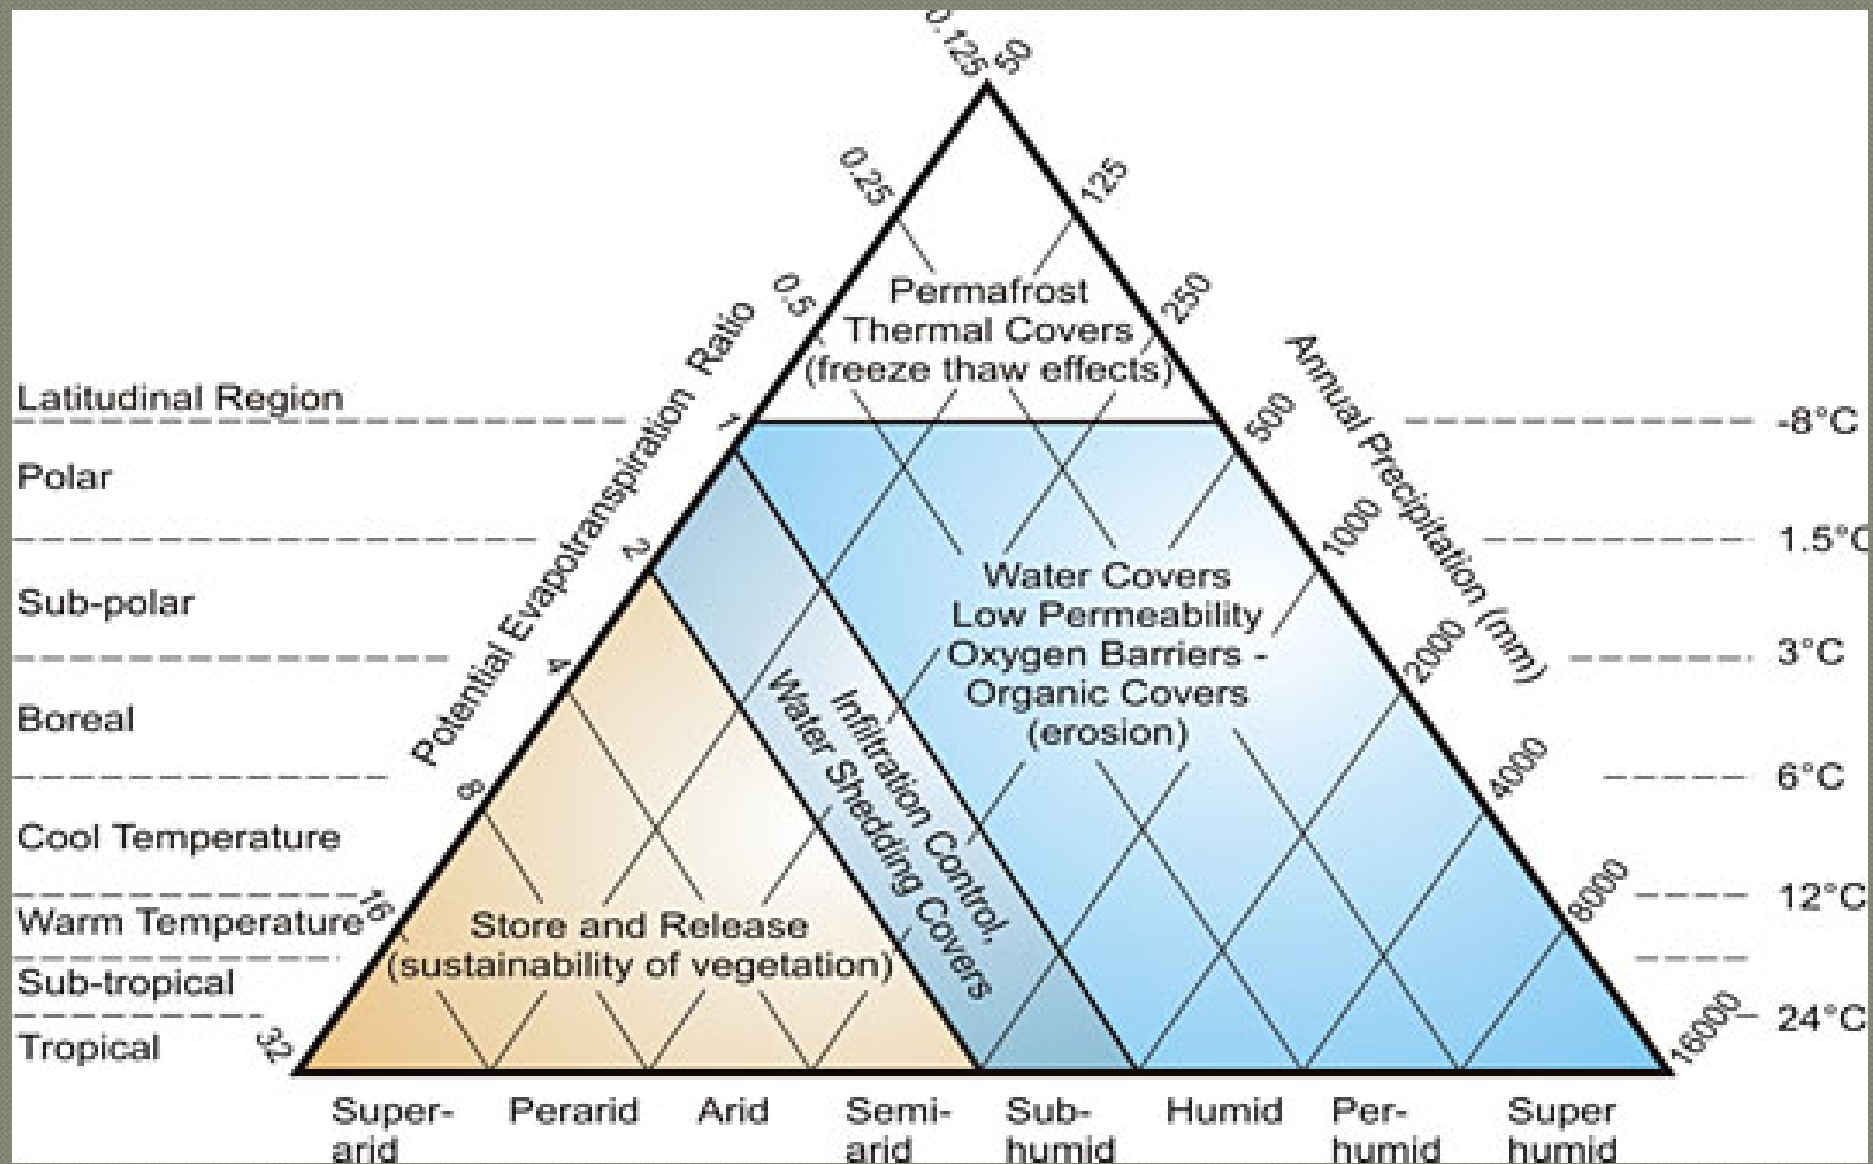 0.125
50
0.25
125
0.5
250
Permafrost
Thermal Covers
(freeze thaw effects)
Potential Evapotranspiration Ratio
Annual Precipitation (mm)
Latitudinal Region
1
500
-8°C
Polar
2
1000
1.5°C
Sub-polar
Water Covers
Low Permeability
Oxygen Barriers -
Organic Covers
(erosion)
4
2000
3°C
Boreal
Infiltration Control,
Water Shedding Covers
8
4000
6°C
Cool Temperature
16
8000
12°C
Warm Temperature
Store and Release
(sustainability of vegetation)
Sub-tropical
32
16000
24°C
Tropical
Super-
arid
Perarid
Arid
Semi-
arid
Sub-
humid
Humid
Per-
humid
Super
humid